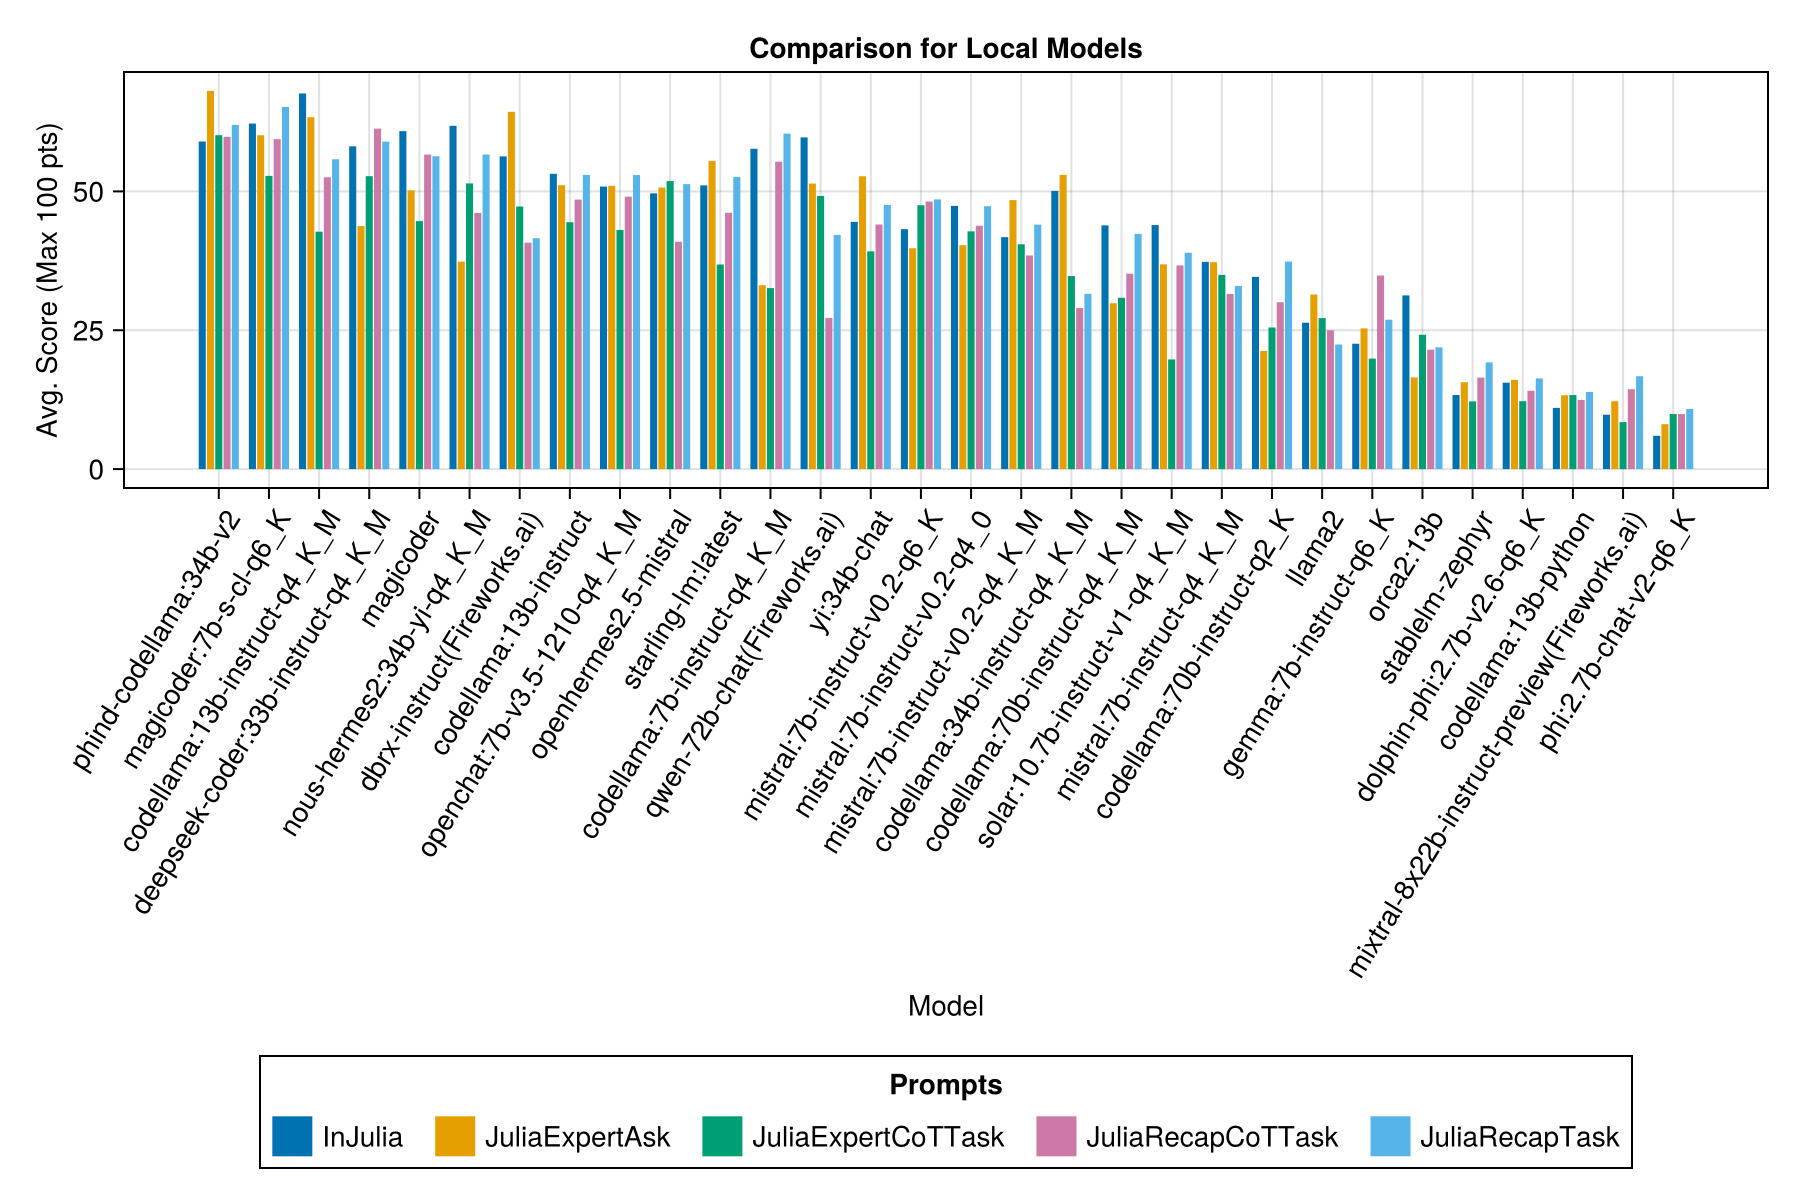 Comparison for Local Models
Avg. Score (Max 100 pts)
50
25
0
phind-codellama:34b-v2
magicoder:7b-s-cl-q6_K
codellama:13b-instruct-q4_K_M
deepseek-coder:33b-instruct-q4_K_M
magicoder
nous-hermes2:34b-yi-q4_K_M
dbrx-instruct(Fireworks.ai)
codellama:13b-instruct
openchat:7b-v3.5-1210-q4_K_M
openhermes2.5-mistral
starling-lm:latest
codellama:7b-instruct-q4_K_M
qwen-72b-chat(Fireworks.ai)
yi:34b-chat
mistral:7b-instruct-v0.2-q6_K
mistral:7b-instruct-v0.2-q4_0
mistral:7b-instruct-v0.2-q4_K_M
codellama:34b-instruct-q4_K_M
codellama:70b-instruct-q4_K_M
solar:10.7b-instruct-v1-q4_K_M
mistral:7b-instruct-q4_K_M
codellama:70b-instruct-q2_K
llama2
gemma:7b-instruct-q6_K
orca2:13b
stablelm-zephyr
dolphin-phi:2.7b-v2.6-q6_K
codellama:13b-python
mixtral-8x22b-instruct-preview(Fireworks.ai)
phi:2.7b-chat-v2-q6_K
Model
Prompts
InJulia JuliaExpertAsk JuliaExpertCoTTask JuliaRecapCoTTask JuliaRecapTask